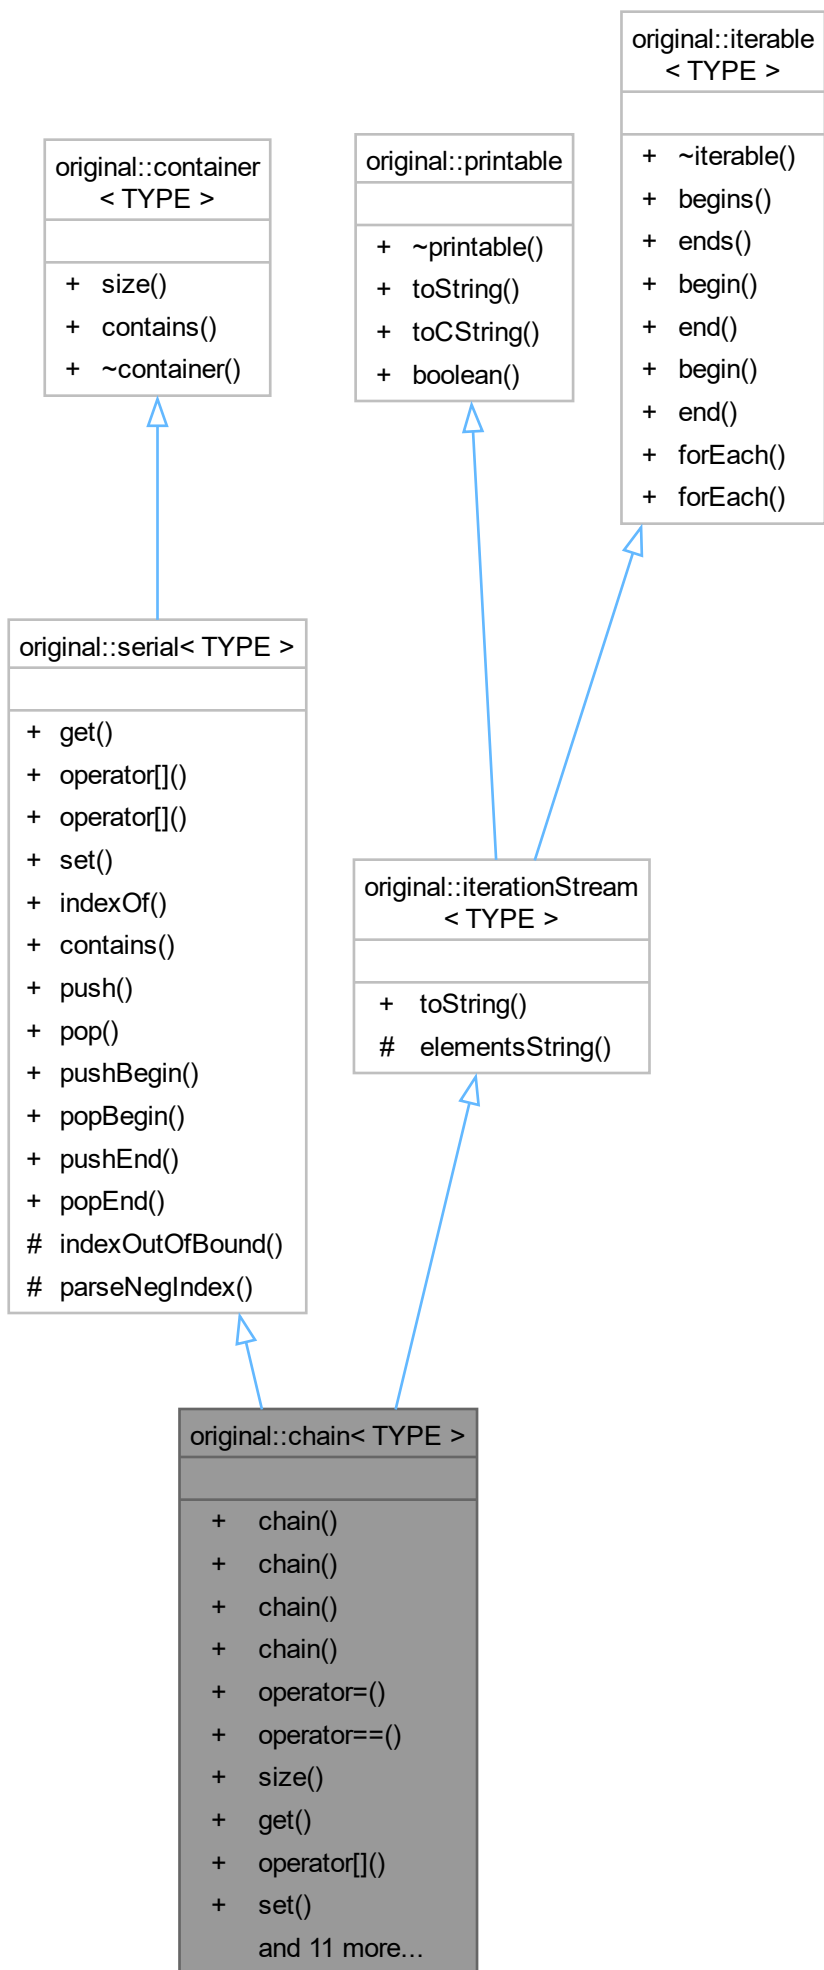 original::iterable
< TYPE >
+ ~iterable()
+ begins()
+ ends()
+ begin()
+ end()
+ begin()
+ end()
+ forEach()
+ forEach()
original::container
< TYPE >
+ size()
+ contains()
+ ~container()
original::printable
+ ~printable()
+ toString()
+ toCString()
+ boolean()
original::serial< TYPE >
+ get()
+ operator[]()
+ operator[]()
+ set()
+ indexOf()
+ contains()
+ push()
+ pop()
+ pushBegin()
+ popBegin()
+ pushEnd()
+ popEnd()
# indexOutOfBound()
# parseNegIndex()
original::iterationStream
< TYPE >
+ toString()
# elementsString()
original::chain< TYPE >
+ chain()
+ chain()
+ chain()
+ chain()
+ operator=()
+ operator==()
+ size()
+ get()
+ operator[]()
+ set()
and 11 more...